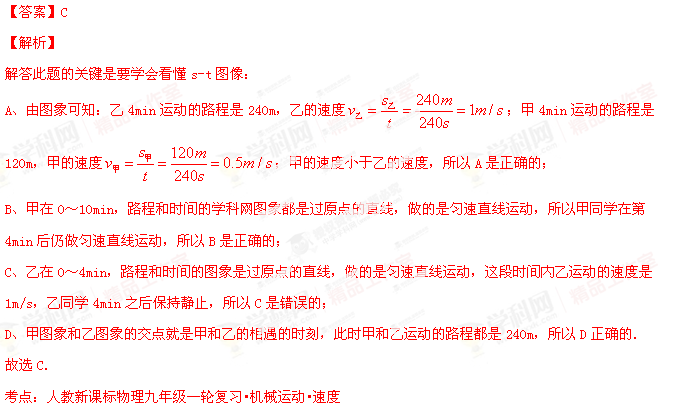 【答案】C
【解析】
解答此题的关键是要学会看懂 s-t 图像：
A、由图象可知：乙 4min 运动的路程是 240m，乙的速度 v乙 = s乙/t = 240m/240s = 1m/s；甲 4min 运动的路程是
120m，甲的速度 v甲 = s甲/t = 120m/240s = 0.5m/s；甲的速度小于乙的速度，所以 A 是正确的；
B、甲在 0～10min，路程和时间的学科网图象都是过原点的直线，做的是匀速直线运动，所以甲同学在第
4min 后仍做匀速直线运动，所以 B 是正确的；
C、乙在 0～4min，路程和时间的图象是过原点的直线，做的是匀速直线运动，这段时间内乙运动的速度是
1m/s，乙同学 4min 之后保持静止，所以 C 是错误的；
D、甲图象和乙图象的交点就是甲和乙的相遇的时刻，此时甲和乙运动的路程都是 240m，所以 D 正确的．
故选 C．
考点：人教新课标物理九年级一轮复习•机械运动•速度